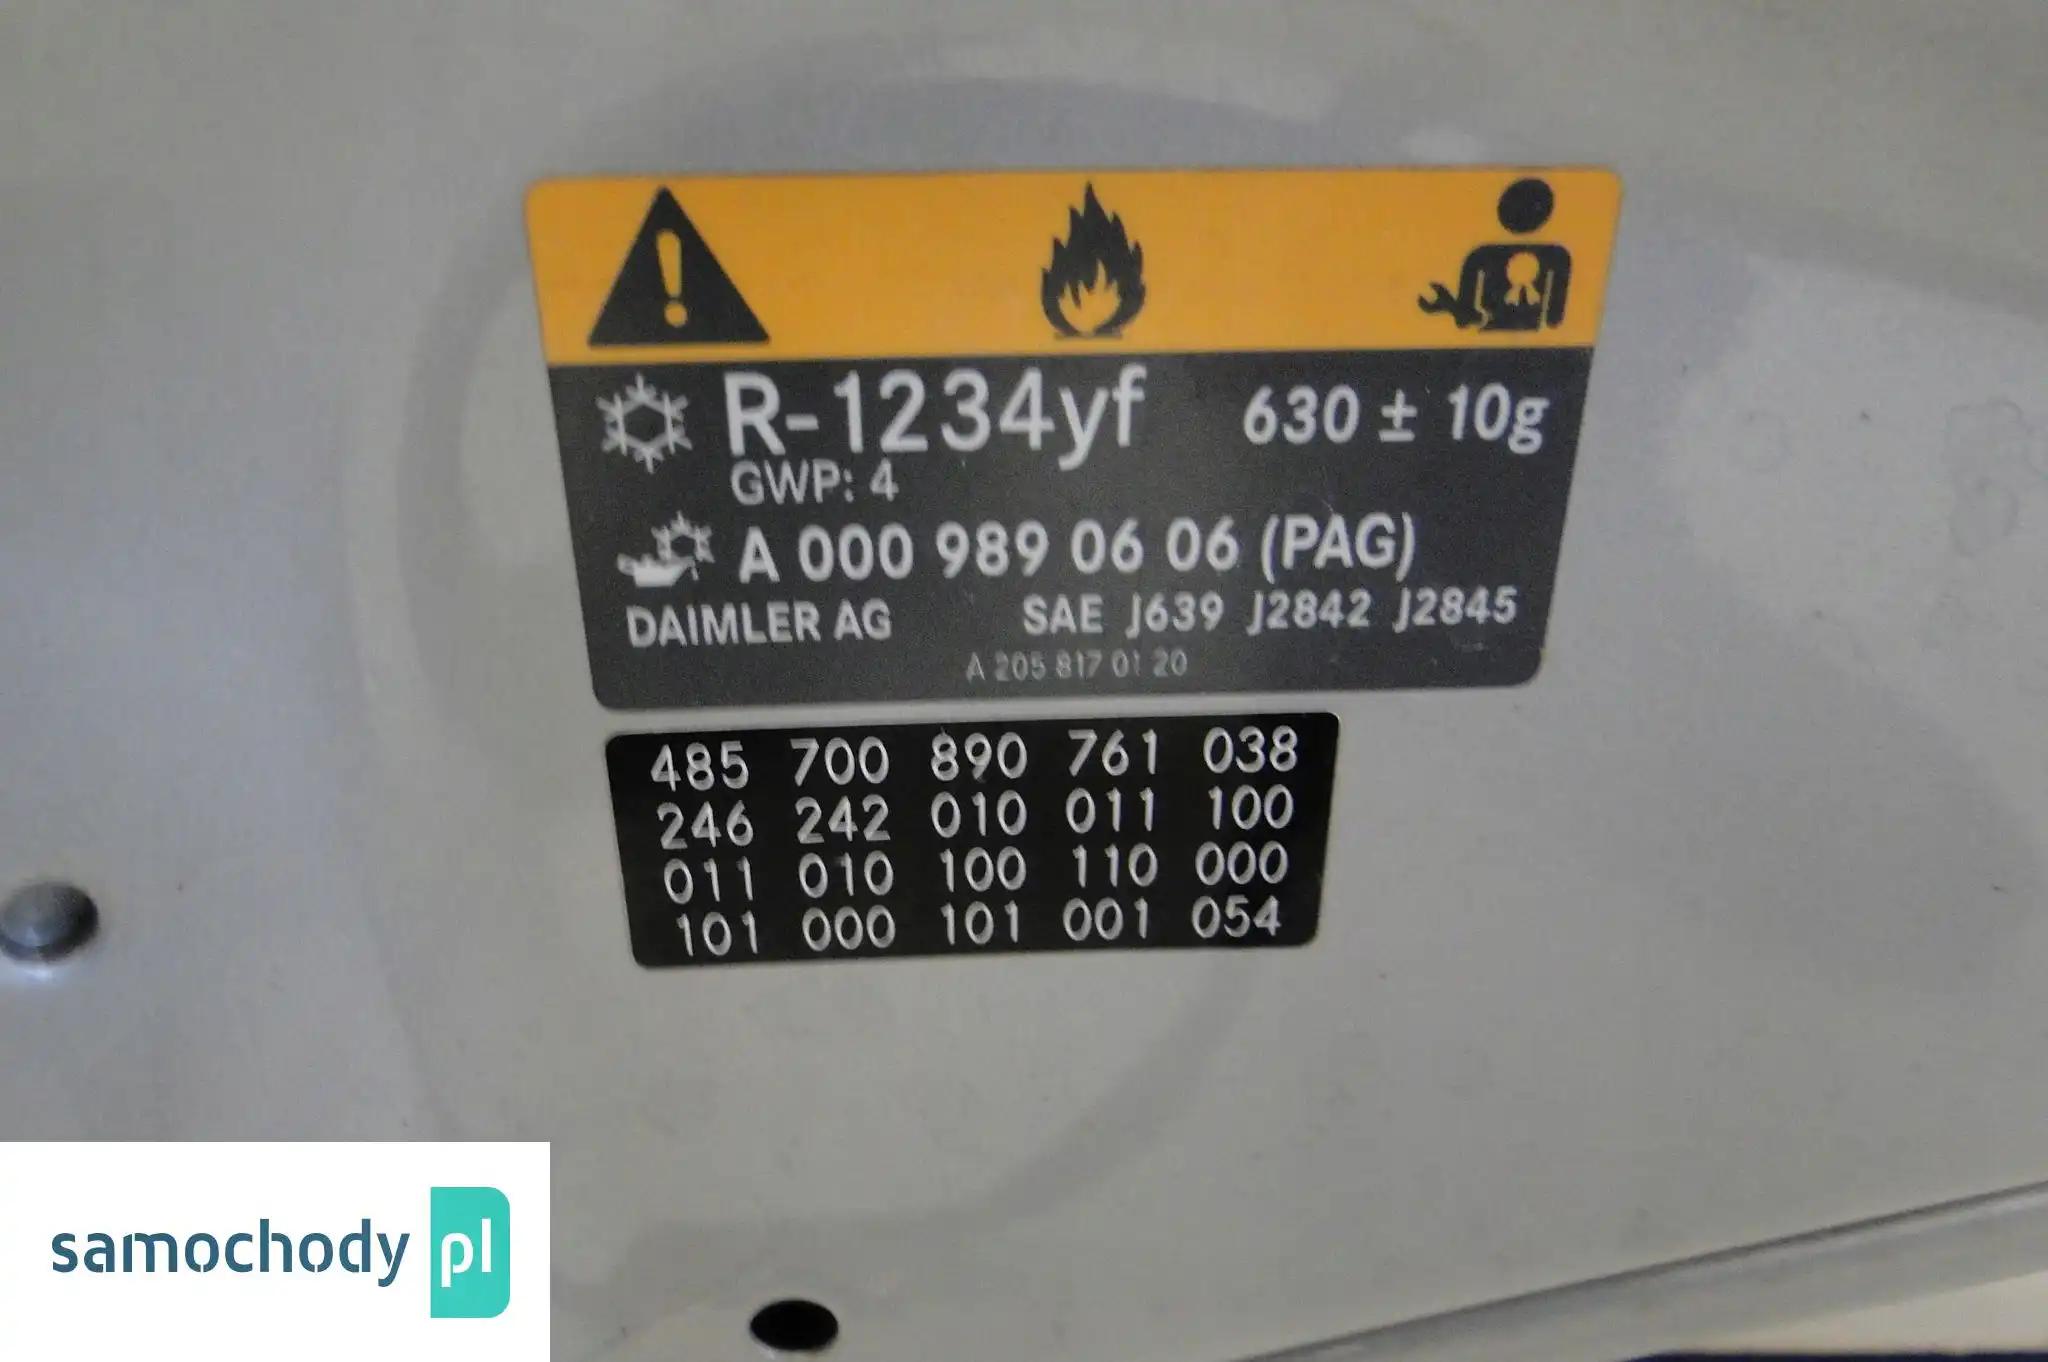 R-1234yf 630 ± 10g
GWP: 4
A 000 989 06 06 (PAG)
DAIMLER AG SAE J639 J2842 J2845
A 205 817 01 20
485 700 890 761 038
246 242 010 011 100
011 010 100 110 000
101 000 101 001 054
samochody pl